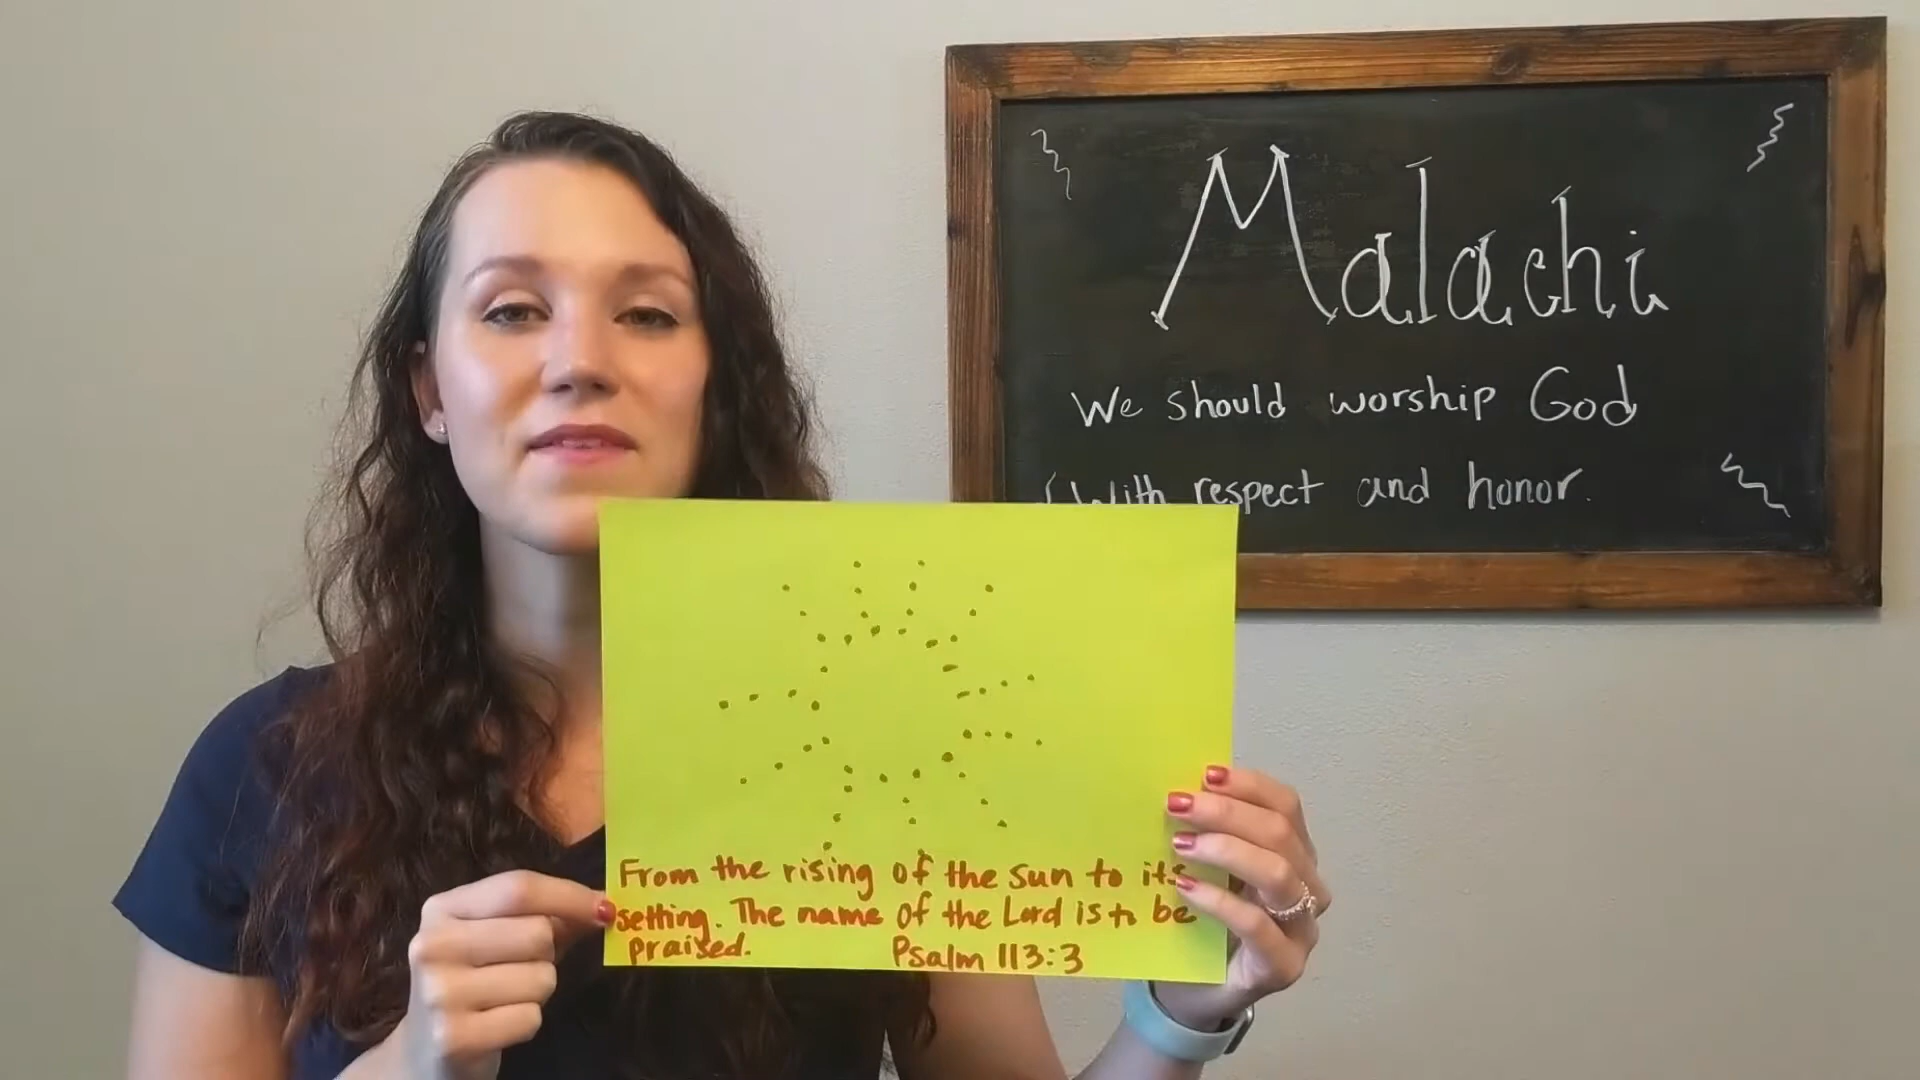 Malachi
We should worship God
With respect and honor.
From the rising of the sun to its
setting. The name of the Lord is to be
praised.
Psalm 113:3